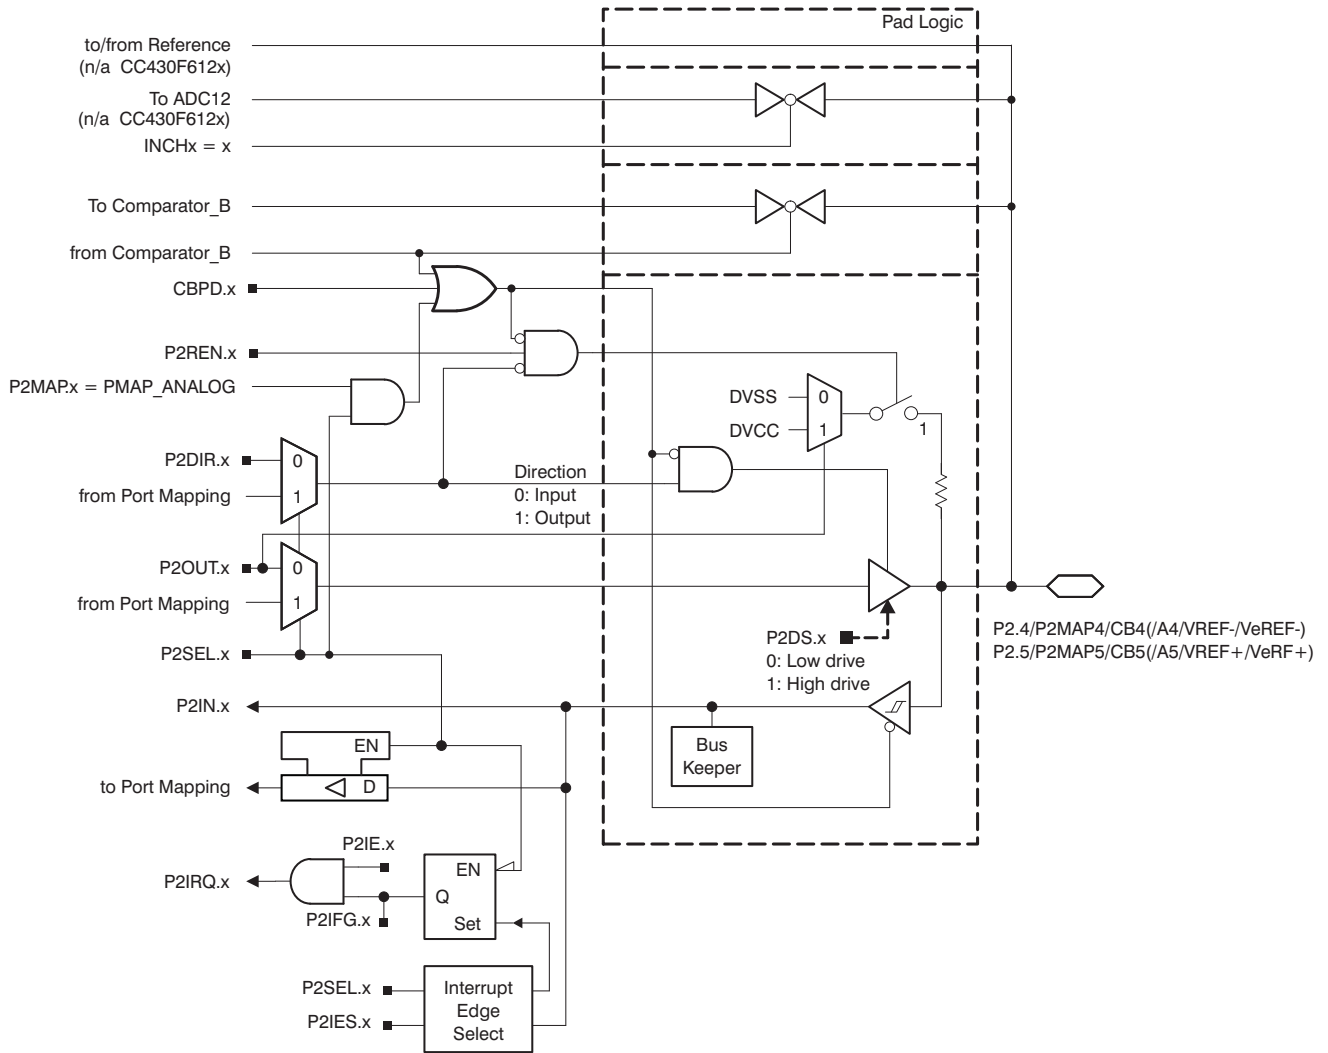 Pad Logic
to/from Reference
(n/a CC430F612x)
To ADC12
(n/a CC430F612x)
INCHx = x
To Comparator_B
from Comparator_B
CBPD.x
P2REN.x
P2MAP.x = PMAP_ANALOG
DVSS
0
DVCC
1
1
P2DIR.x
0
from Port Mapping
1
Direction
0: Input
1: Output
P2OUT.x
0
from Port Mapping
1
P2SEL.x
P2DS.x
0: Low drive
1: High drive
P2.4/P2MAP4/CB4(/A4/VREF-/VeREF-)
P2.5/P2MAP5/CB5(/A5/VREF+/VeRF+)
P2IN.x
Bus
Keeper
EN
to Port Mapping
D
P2IE.x
P2IRQ.x
EN
Q
P2IFG.x
Set
P2SEL.x
P2IES.x
Interrupt
Edge
Select